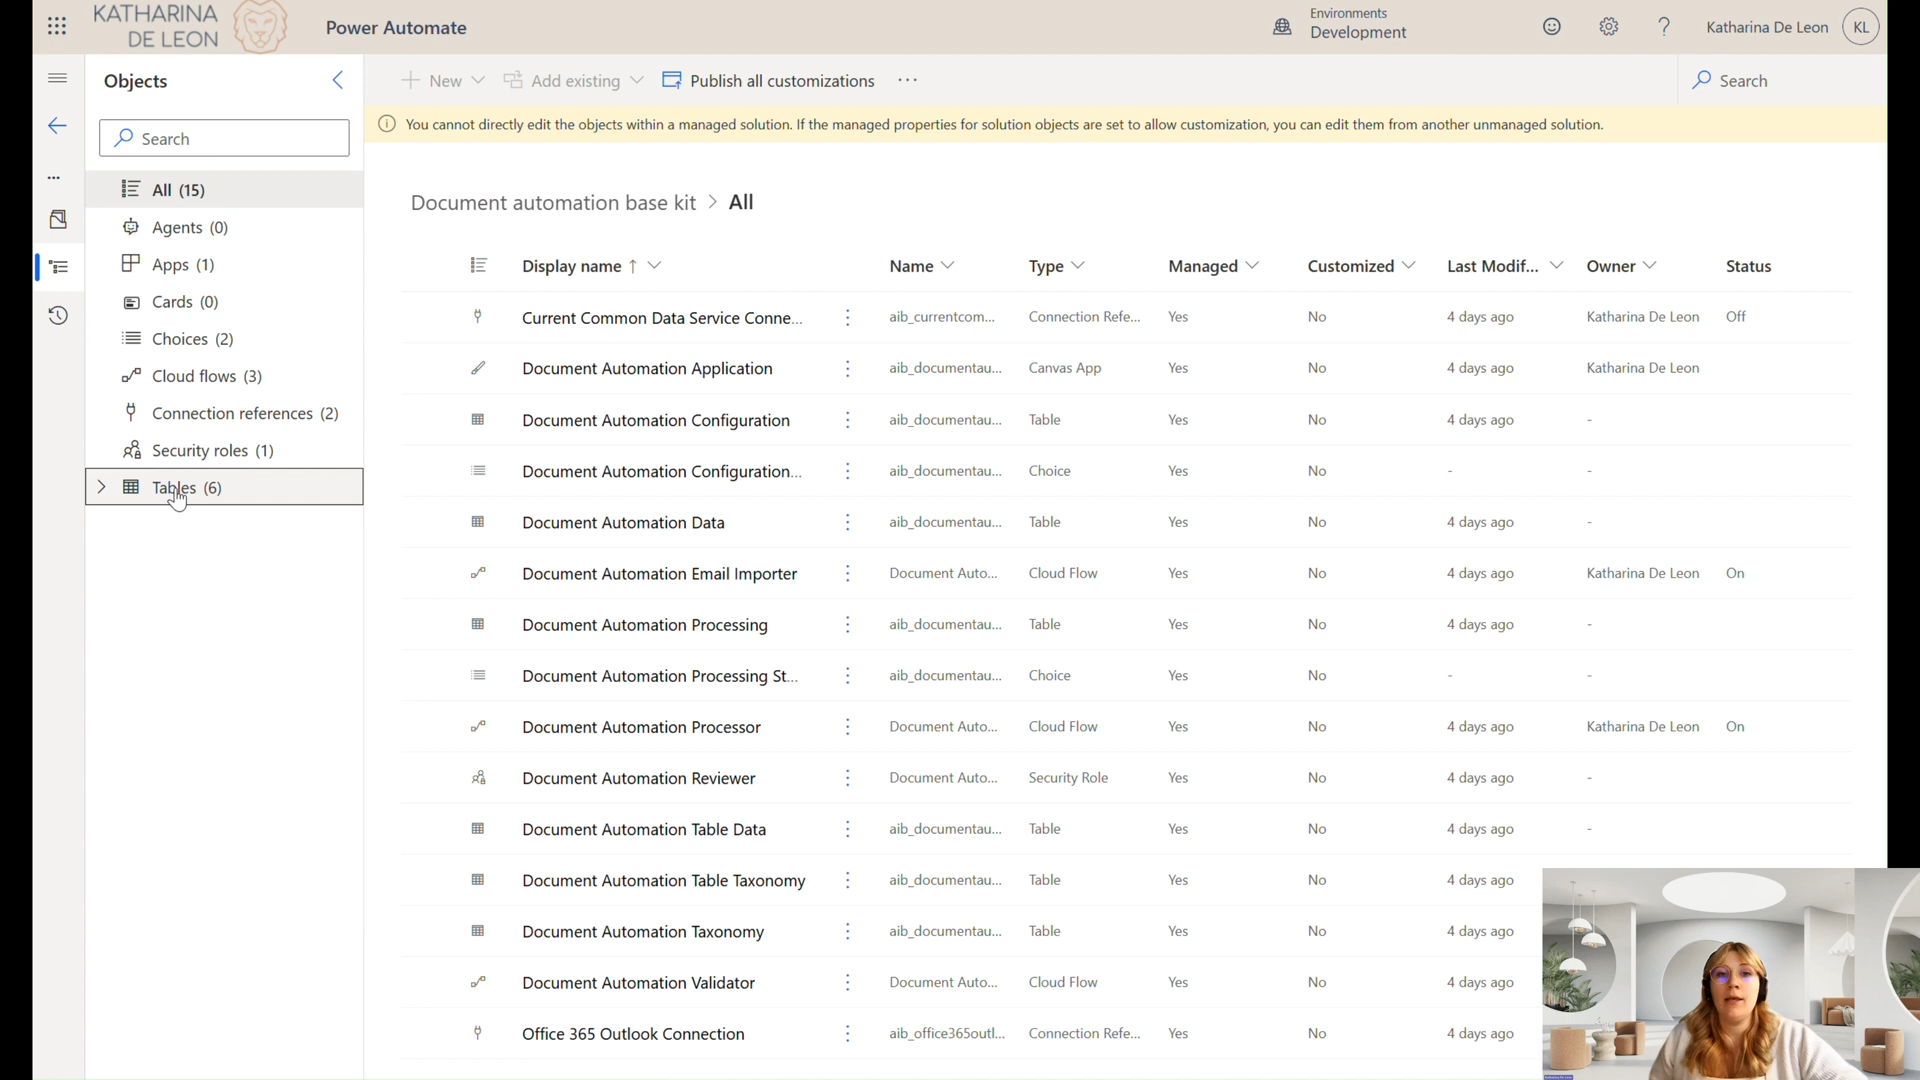 KATHARINA
DE LEON
Power Automate
Environments
Development
Katharina De Leon
KL
Objects
New
Add existing
Publish all customizations
Search
Search
You cannot directly edit the objects within a managed solution. If the managed properties for solution objects are set to allow customization, you can edit them from another unmanaged solution.
All (15)
Agents (0)
Apps (1)
Cards (0)
Choices (2)
Cloud flows (3)
Connection references (2)
Security roles (1)
Tables (6)
Document automation base kit > All
Display name ↑ Name Type Managed Customized Last Modif... Owner Status
Current Common Data Service Conne... aib_currentcom... Connection Refe... Yes No 4 days ago Katharina De Leon Off
Document Automation Application aib_documentau... Canvas App Yes No 4 days ago Katharina De Leon
Document Automation Configuration aib_documentau... Table Yes No 4 days ago -
Document Automation Configuration... aib_documentau... Choice Yes No - -
Document Automation Data aib_documentau... Table Yes No 4 days ago -
Document Automation Email Importer Document Auto... Cloud Flow Yes No 4 days ago Katharina De Leon On
Document Automation Processing aib_documentau... Table Yes No 4 days ago -
Document Automation Processing St... aib_documentau... Choice Yes No - -
Document Automation Processor Document Auto... Cloud Flow Yes No 4 days ago Katharina De Leon On
Document Automation Reviewer Document Auto... Security Role Yes No 4 days ago -
Document Automation Table Data aib_documentau... Table Yes No 4 days ago -
Document Automation Table Taxonomy aib_documentau... Table Yes No 4 days ago
Document Automation Taxonomy aib_documentau... Table Yes No 4 days ago
Document Automation Validator Document Auto... Cloud Flow Yes No 4 days ago
Office 365 Outlook Connection aib_office365outl... Connection Refe... Yes No 4 days ago